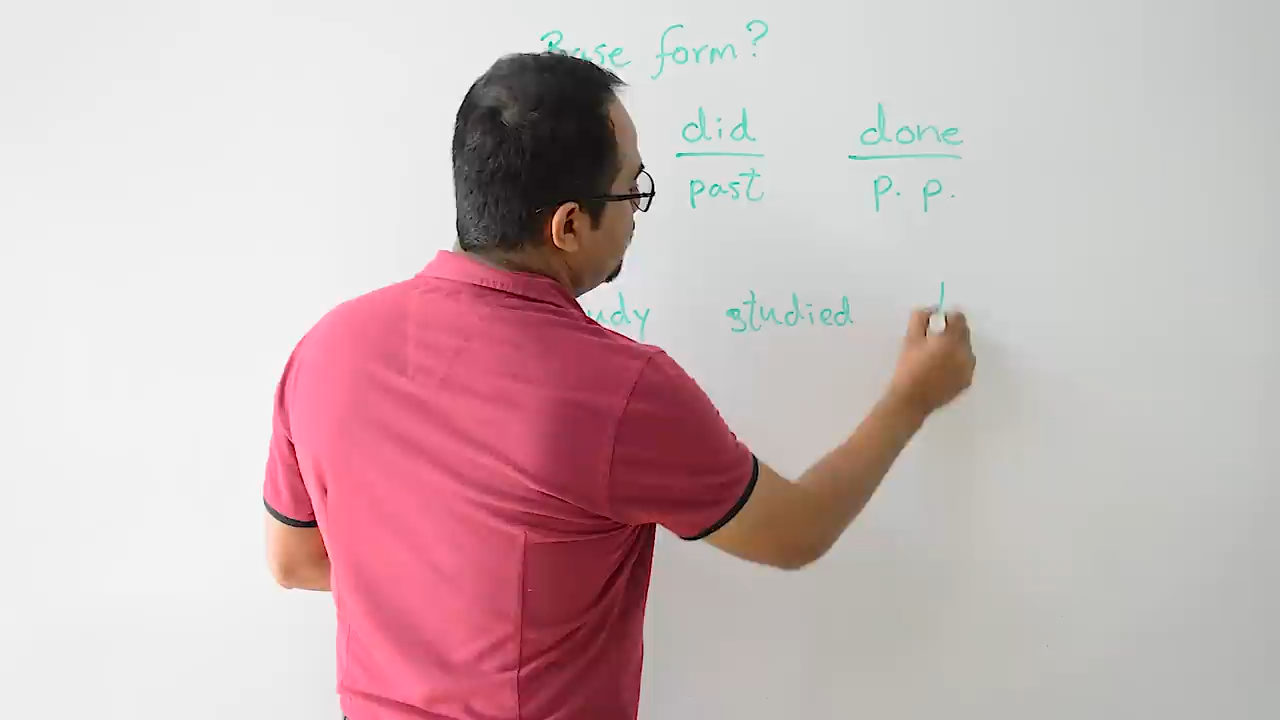 Base form?
did done
past p. p.
studied